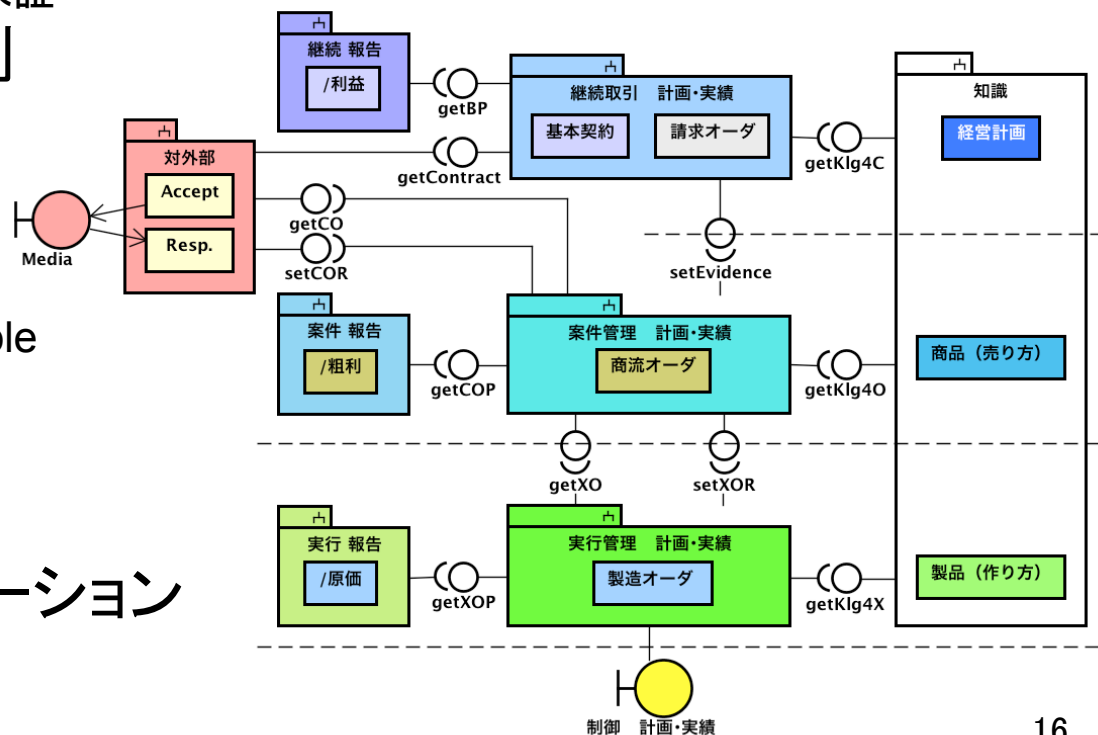 継続 報告
/利益
getBP
継続取引 計画・実績
基本契約
請求オーダ
getKlg4C
知識
経営計画
対外部
Accept
Resp.
Media
getContract
getCO
setCOR
setEvidence
ble
案件 報告
/粗利
getCOP
案件管理 計画・実績
商流オーダ
getKlg4O
商品（売り方）
getXO
setXOR
ーション
実行 報告
/原価
getXOP
実行管理 計画・実績
製造オーダ
getKlg4X
製品（作り方）
制御 計画・実績
16